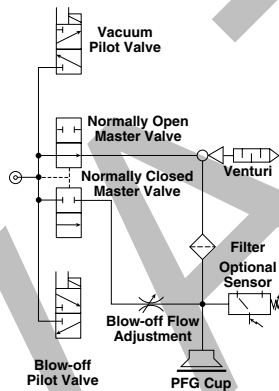 Vacuum
Pilot Valve
Normally Open
Master Valve
Venturi
Normally Closed
Master Valve
Filter
Optional
Sensor
Blow-off Flow
Adjustment
Blow-off
Pilot Valve
PFG Cup